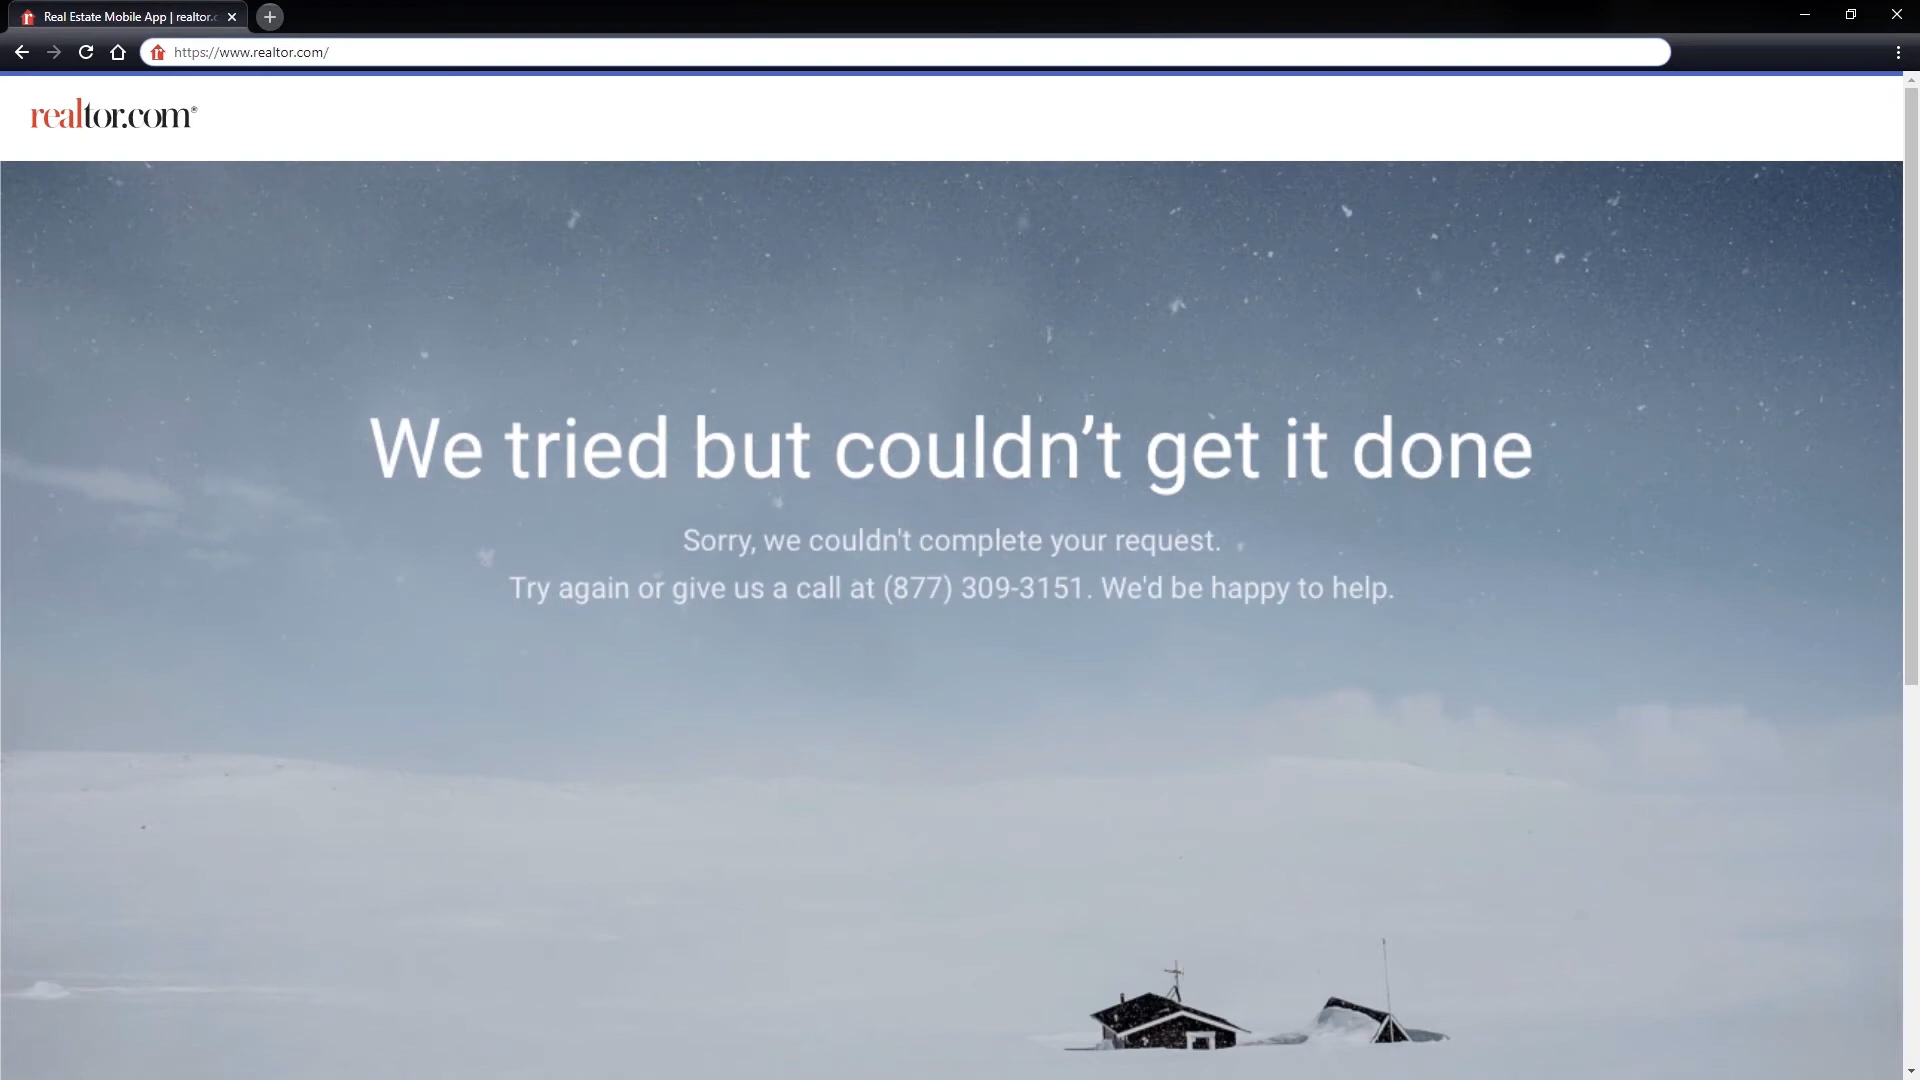 Real Estate Mobile App | realtor.c
https://www.realtor.com/
realtor.com®
We tried but couldn’t get it done
Sorry, we couldn't complete your request.
Try again or give us a call at (877) 309-3151. We'd be happy to help.